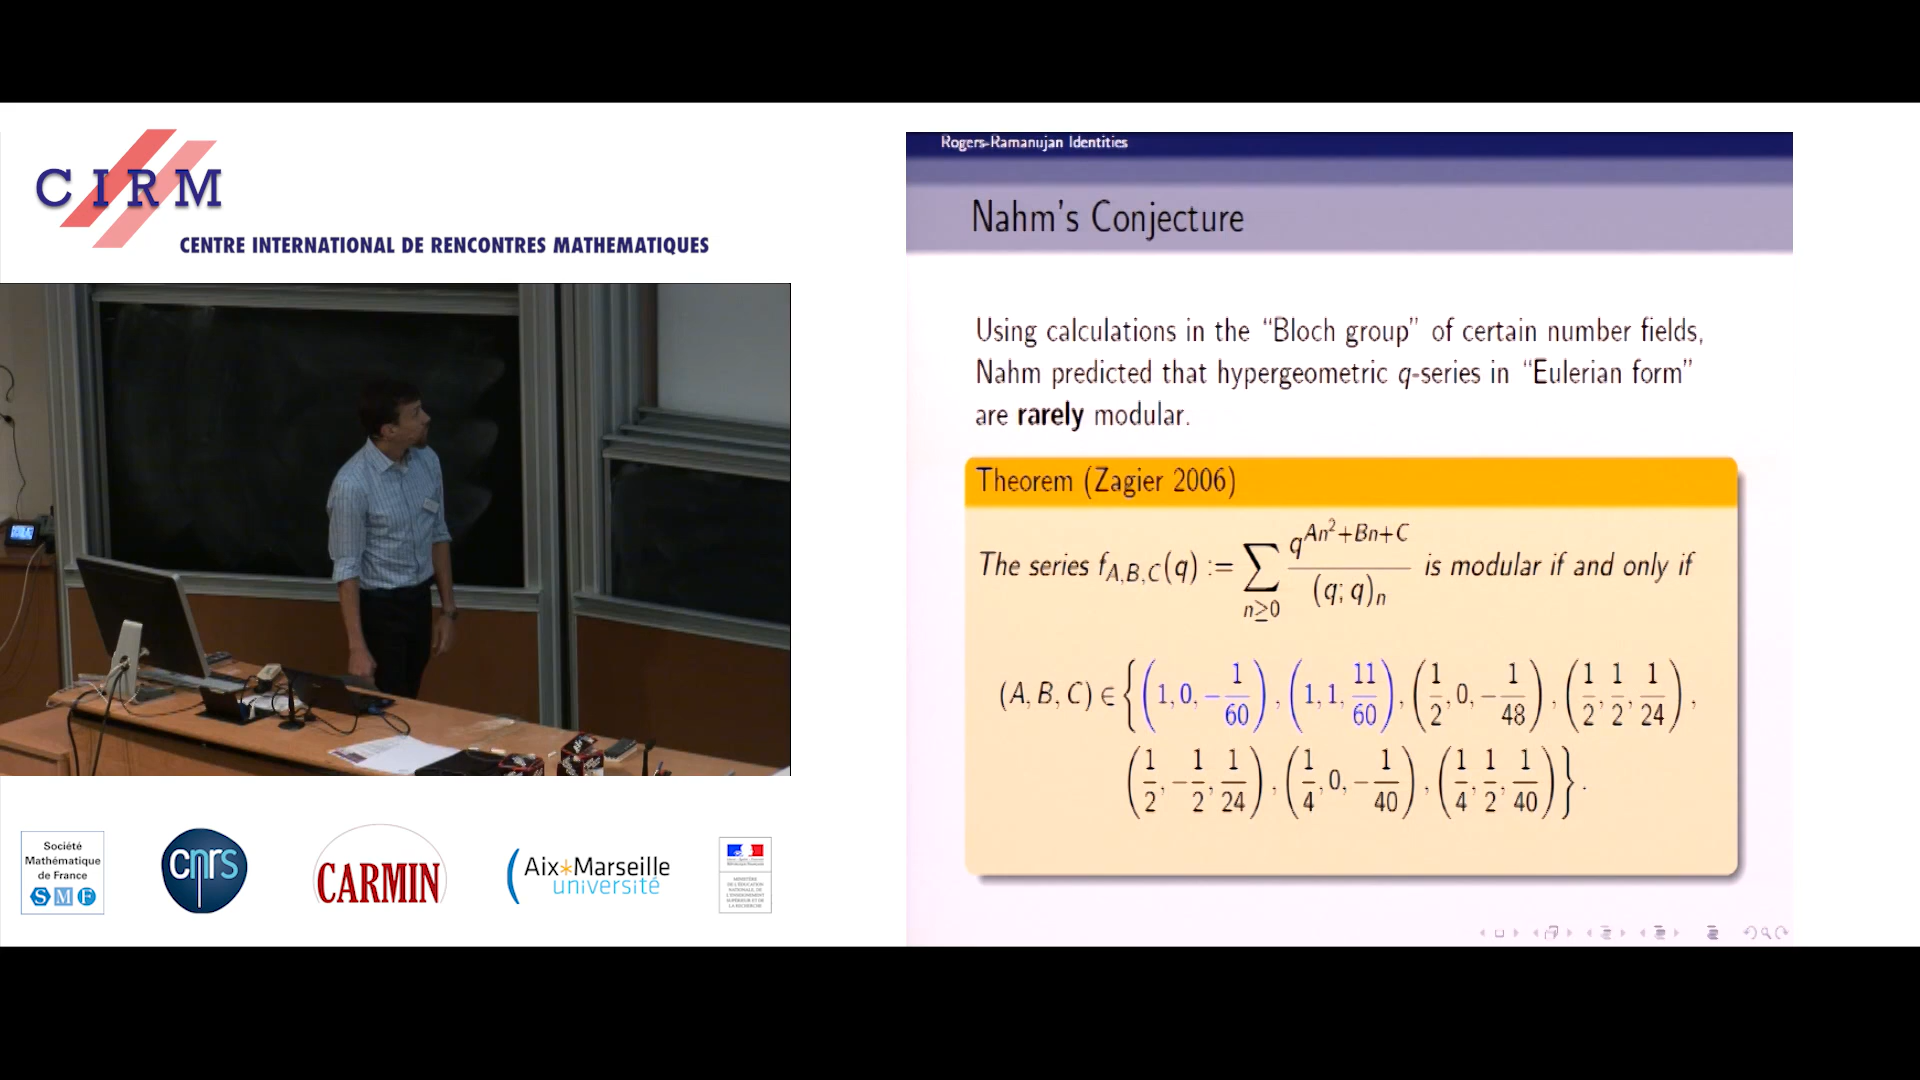 CIRM
CENTRE INTERNATIONAL DE RENCONTRES MATHEMATIQUES
Rogers-Ramanujan Identities
Nahm's Conjecture
Using calculations in the “Bloch group” of certain number fields,
Nahm predicted that hypergeometric q-series in “Eulerian form”
are rarely modular.
Theorem (Zagier 2006)
The series f_{A,B,C}(q) := ∑_{n≥0} q^{An²+Bn+C} / (q; q)_n is modular if and only if
(A, B, C) ∈ { (1, 0, −1/60), (1, 1, 11/60), (1/2, 0, −1/48), (1/2, 1/2, 1/24),
(1/2, −1/2, 1/24), (1/4, 0, −1/40), (1/4, 1/2, 1/40) }.
Société
Mathématique
de France
SMF
cnrs
CARMIN
Aix*Marseille
université